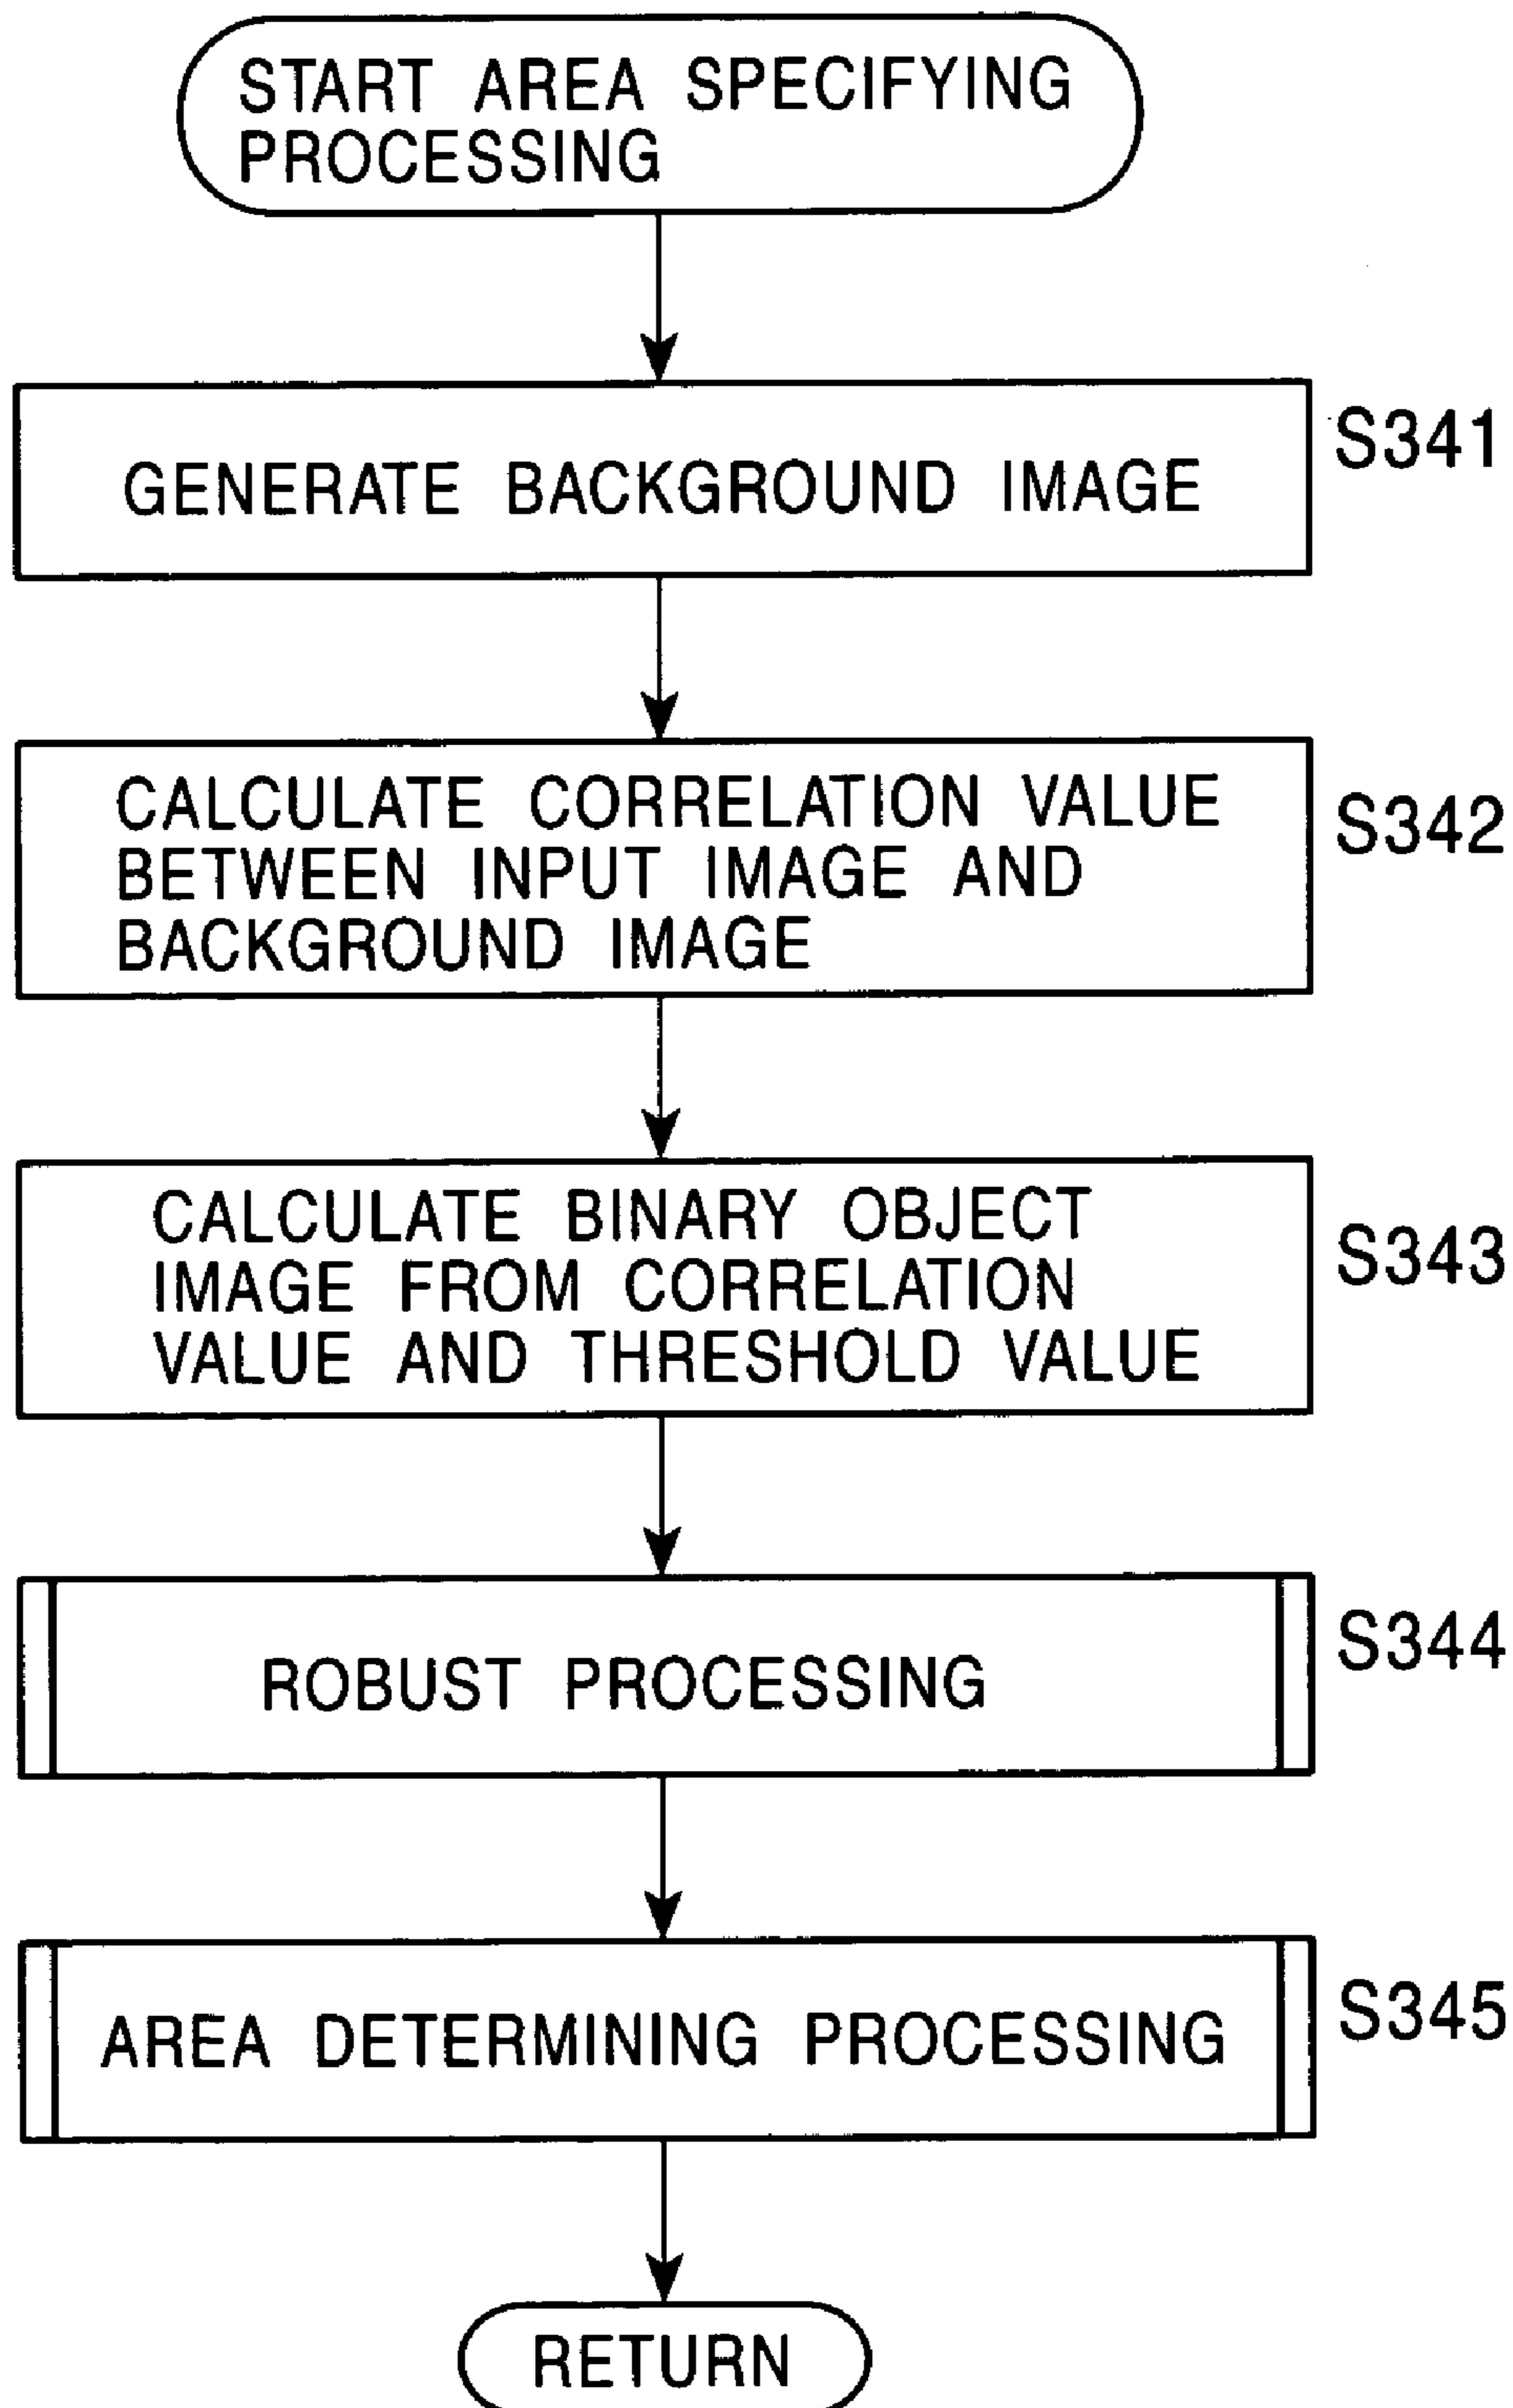 START AREA SPECIFYING
PROCESSING
GENERATE BACKGROUND IMAGE
S341
CALCULATE CORRELATION VALUE
BETWEEN INPUT IMAGE AND
BACKGROUND IMAGE
S342
CALCULATE BINARY OBJECT
IMAGE FROM CORRELATION
VALUE AND THRESHOLD VALUE
S343
ROBUST PROCESSING
S344
AREA DETERMINING PROCESSING
S345
RETURN